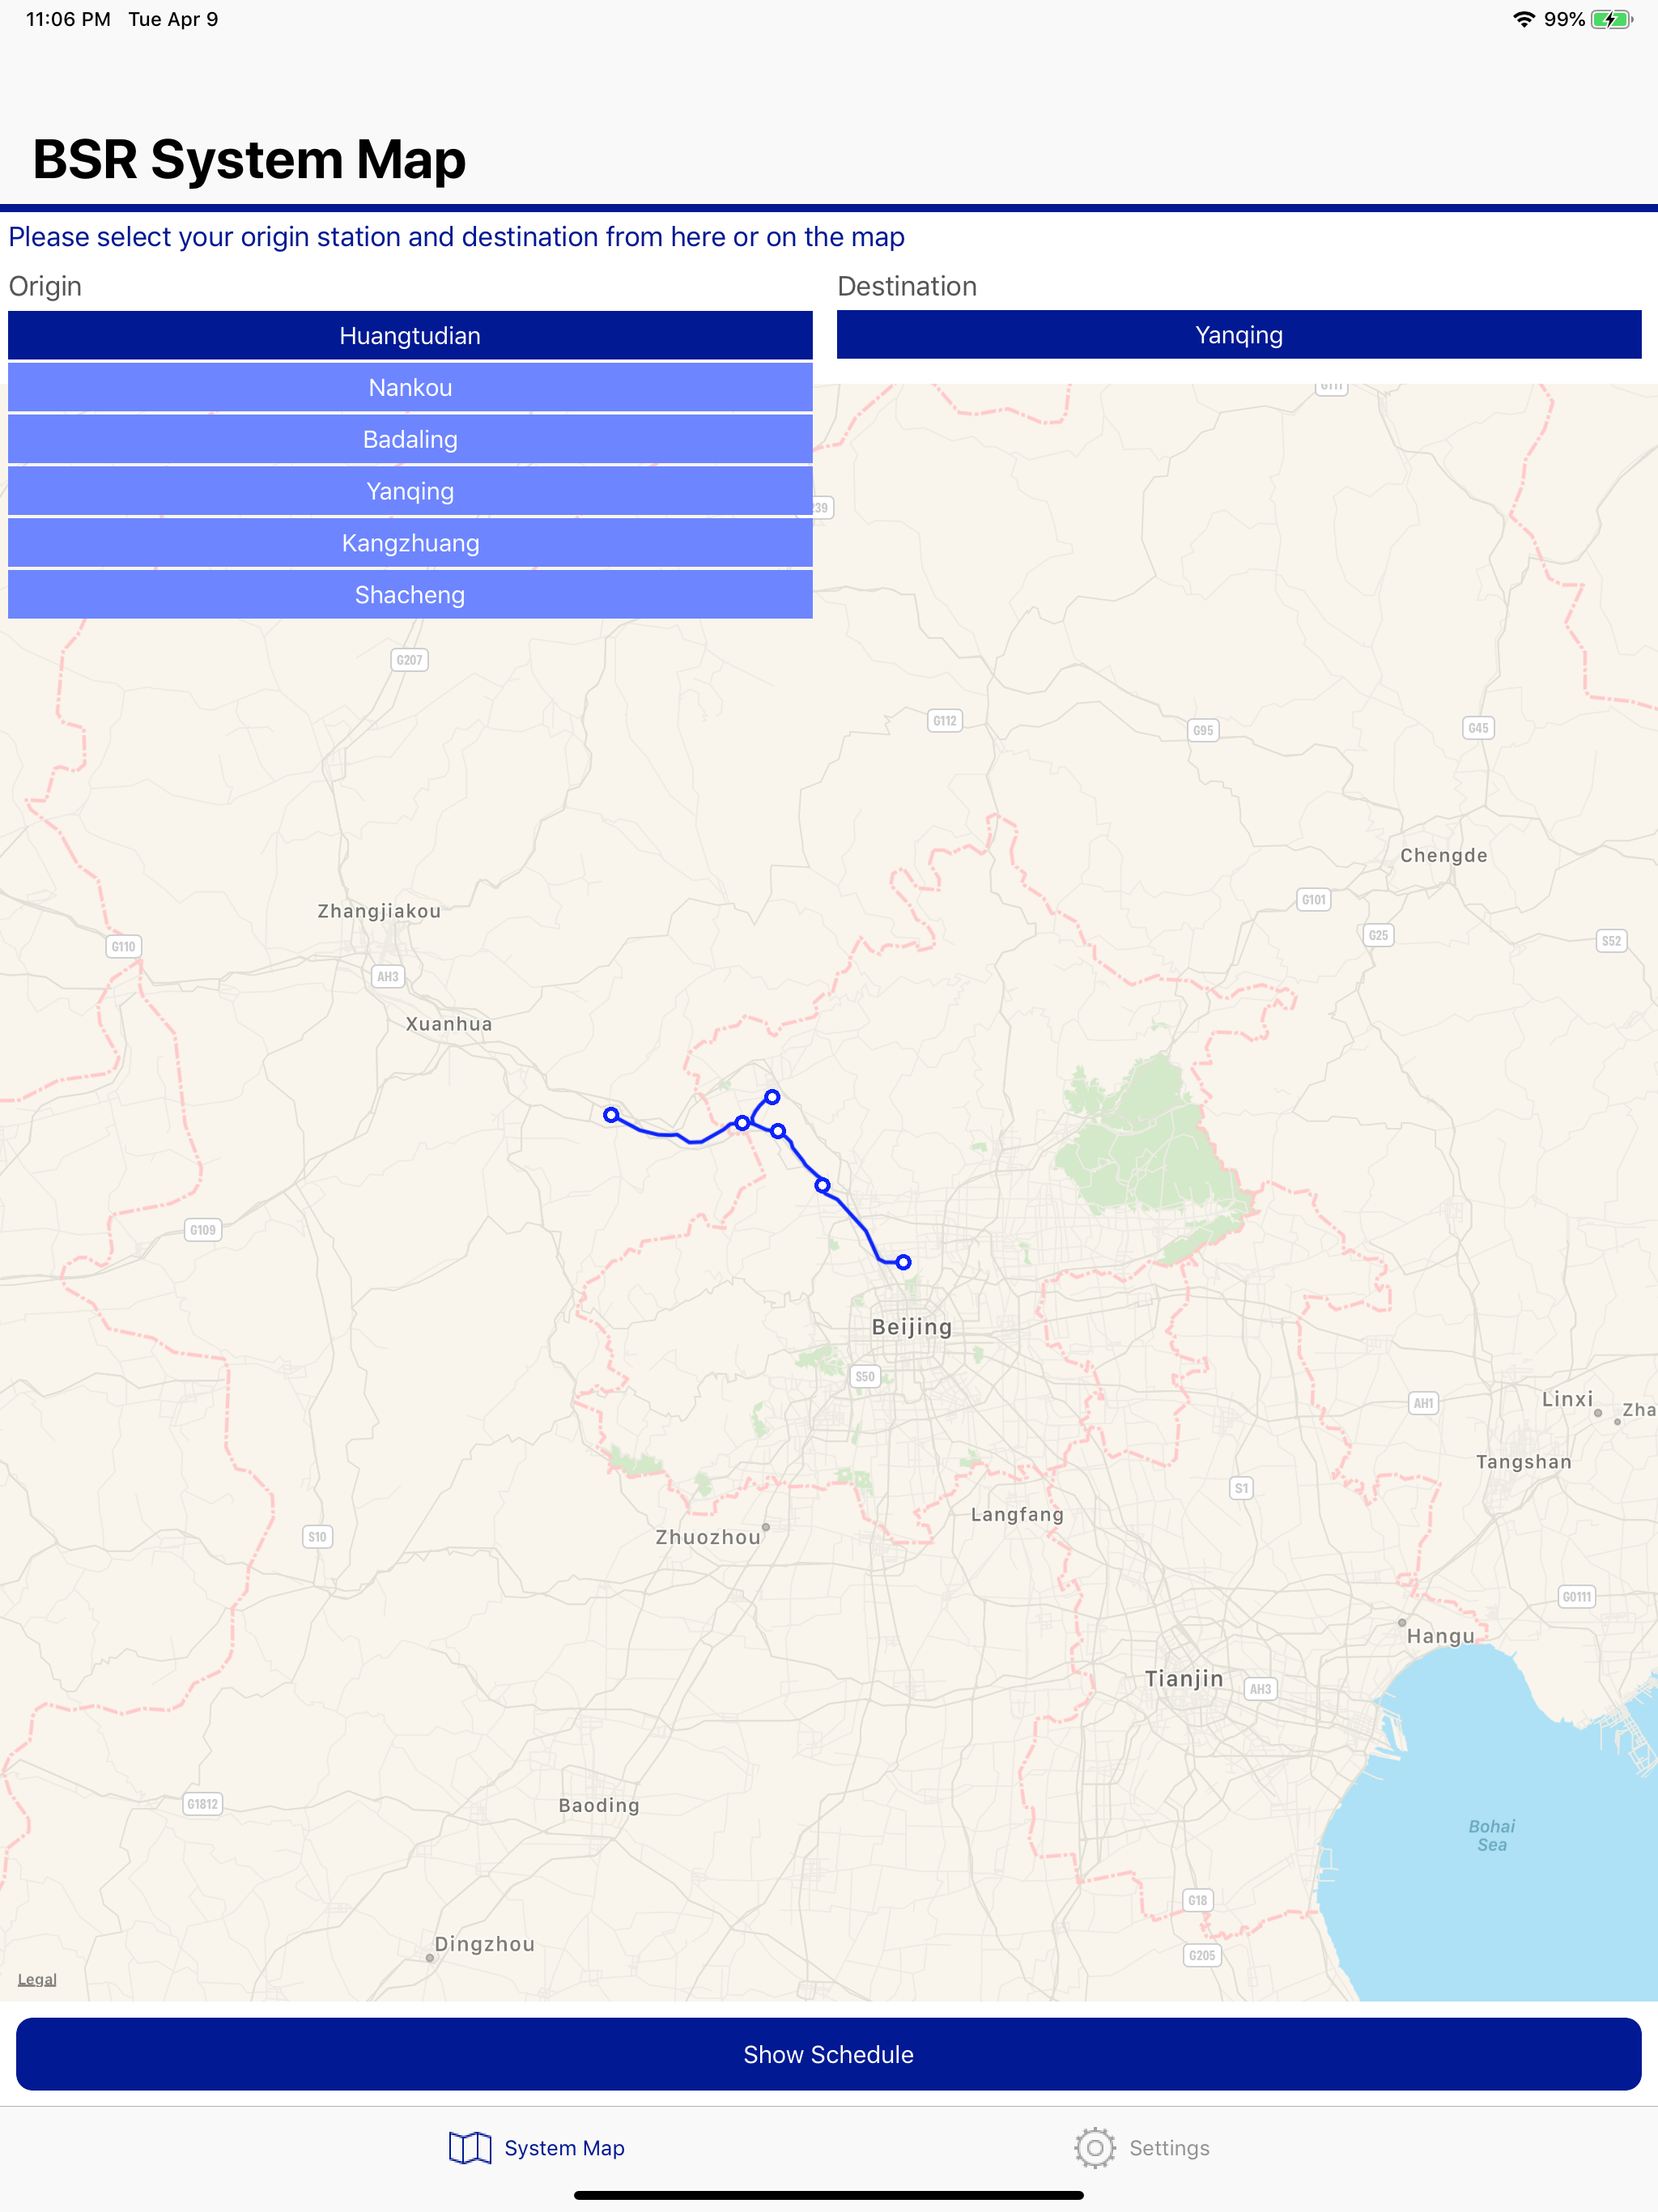 11:06 PM Tue Apr 9
99%
BSR System Map
Please select your origin station and destination from here or on the map
Origin
Destination
Huangtudian
Yanqing
Nankou
Badaling
Yanqing
Kangzhuang
Shacheng
G111
39
G207
G112
G95
G45
Chengde
G101
Zhangjiakou
G110
G25
S52
AH3
Xuanhua
G109
Beijing
S50
Linxi
AH1
Zha
Tangshan
S1
Langfang
Zhuozhou
S10
G0111
Hangu
Tianjin
AH3
G1812
Baoding
Bohai
Sea
G18
Dingzhou
G205
Legal
Show Schedule
System Map
Settings